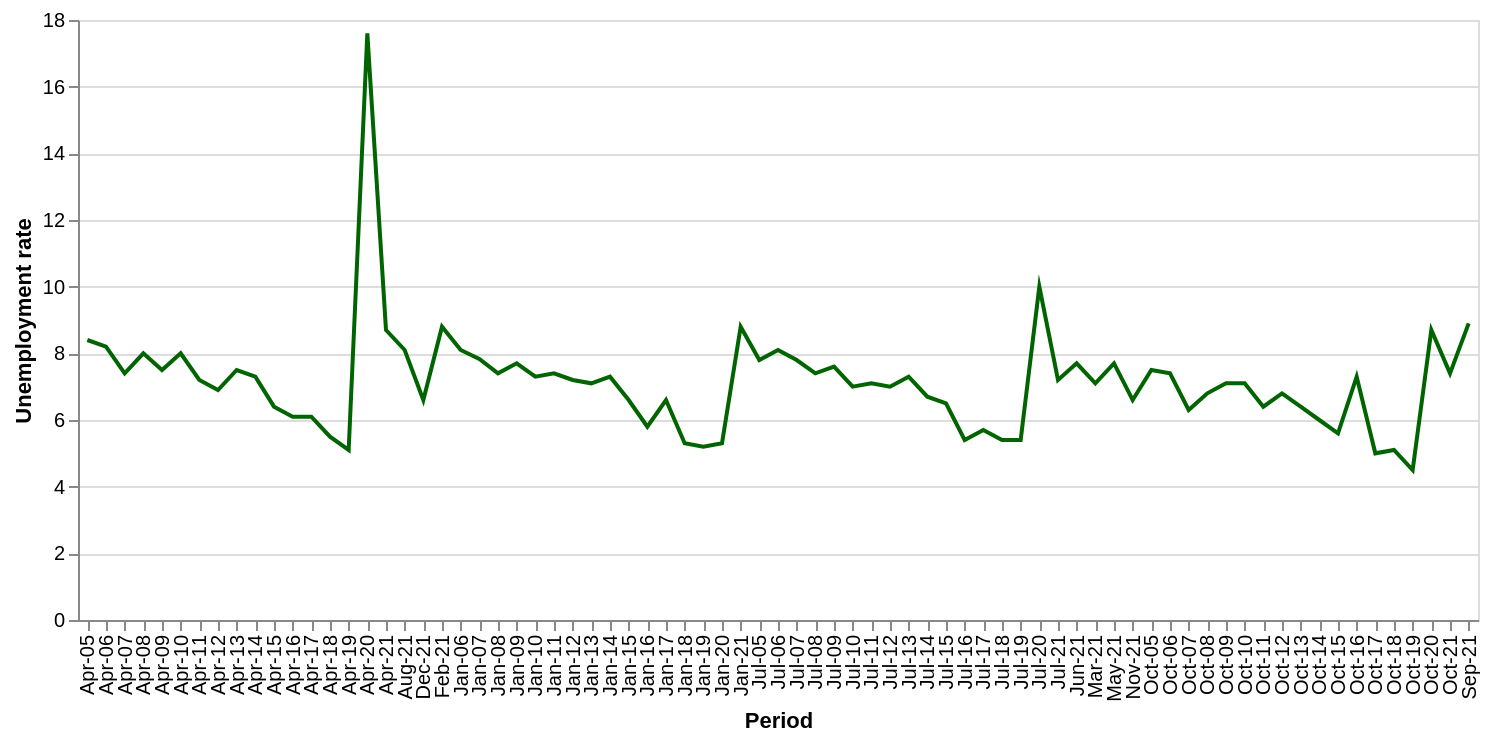 18
16
14
12
10
8
6
4
2
0
Unemployment rate
Apr-05
Apr-06
Apr-07
Apr-08
Apr-09
Apr-10
Apr-11
Apr-12
Apr-13
Apr-14
Apr-15
Apr-16
Apr-17
Apr-18
Apr-19
Apr-20
Apr-21
Aug-21
Dec-21
Feb-21
Jan-06
Jan-07
Jan-08
Jan-09
Jan-10
Jan-11
Jan-12
Jan-13
Jan-14
Jan-15
Jan-16
Jan-17
Jan-18
Jan-19
Jan-20
Jan-21
Jul-05
Jul-06
Jul-07
Jul-08
Jul-09
Jul-10
Jul-11
Jul-12
Jul-13
Jul-14
Jul-15
Jul-16
Jul-17
Jul-18
Jul-19
Jul-20
Jul-21
Jun-21
Mar-21
May-21
Nov-21
Oct-05
Oct-06
Oct-07
Oct-08
Oct-09
Oct-10
Oct-11
Oct-12
Oct-13
Oct-14
Oct-15
Oct-16
Oct-17
Oct-18
Oct-19
Oct-20
Oct-21
Sep-21
Period